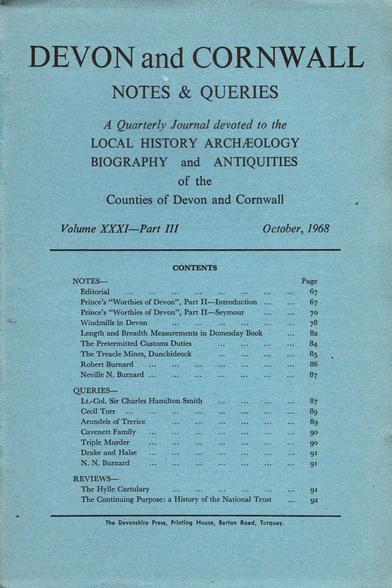 DEVON and CORNWALL
NOTES & QUERIES
A Quarterly Journal devoted to the
LOCAL HISTORY ARCHÆOLOGY
BIOGRAPHY and ANTIQUITIES
of the
Counties of Devon and Cornwall
Volume XXXI—Part III October, 1968
CONTENTS
NOTES— Page
Editorial ... ... ... ... ... ... ... 67
Prince's "Worthies of Devon", Part II—Introduction ... ... 67
Prince's "Worthies of Devon", Part II—Seymour ... ... 70
Windmills in Devon ... ... ... ... ... 78
Length and Breadth Measurements in Domesday Book ... 82
The Pretermitted Customs Duties ... ... ... 84
The Treacle Mines, Dunchideock ... ... ... 85
Robert Burnard ... ... ... ... ... ... 86
Neville N. Burnard ... ... ... ... ... ... 87
QUERIES—
Lt.-Col. Sir Charles Hamilton Smith ... ... ... 87
Cecil Torr ... ... ... ... ... ... 89
Arundels of Trerice ... ... ... ... ... 89
Cavenett Family ... ... ... ... ... 90
Triple Murder ... ... ... ... ... 90
Drake and Halse ... ... ... ... ... 91
N. N. Burnard ... ... ... ... ... 91
REVIEWS—
The Hylle Cartulary ... ... ... ... ... 91
The Continuing Purpose: a History of the National Trust ... 92
The Devonshire Press, Printing House, Barton Road, Torquay.